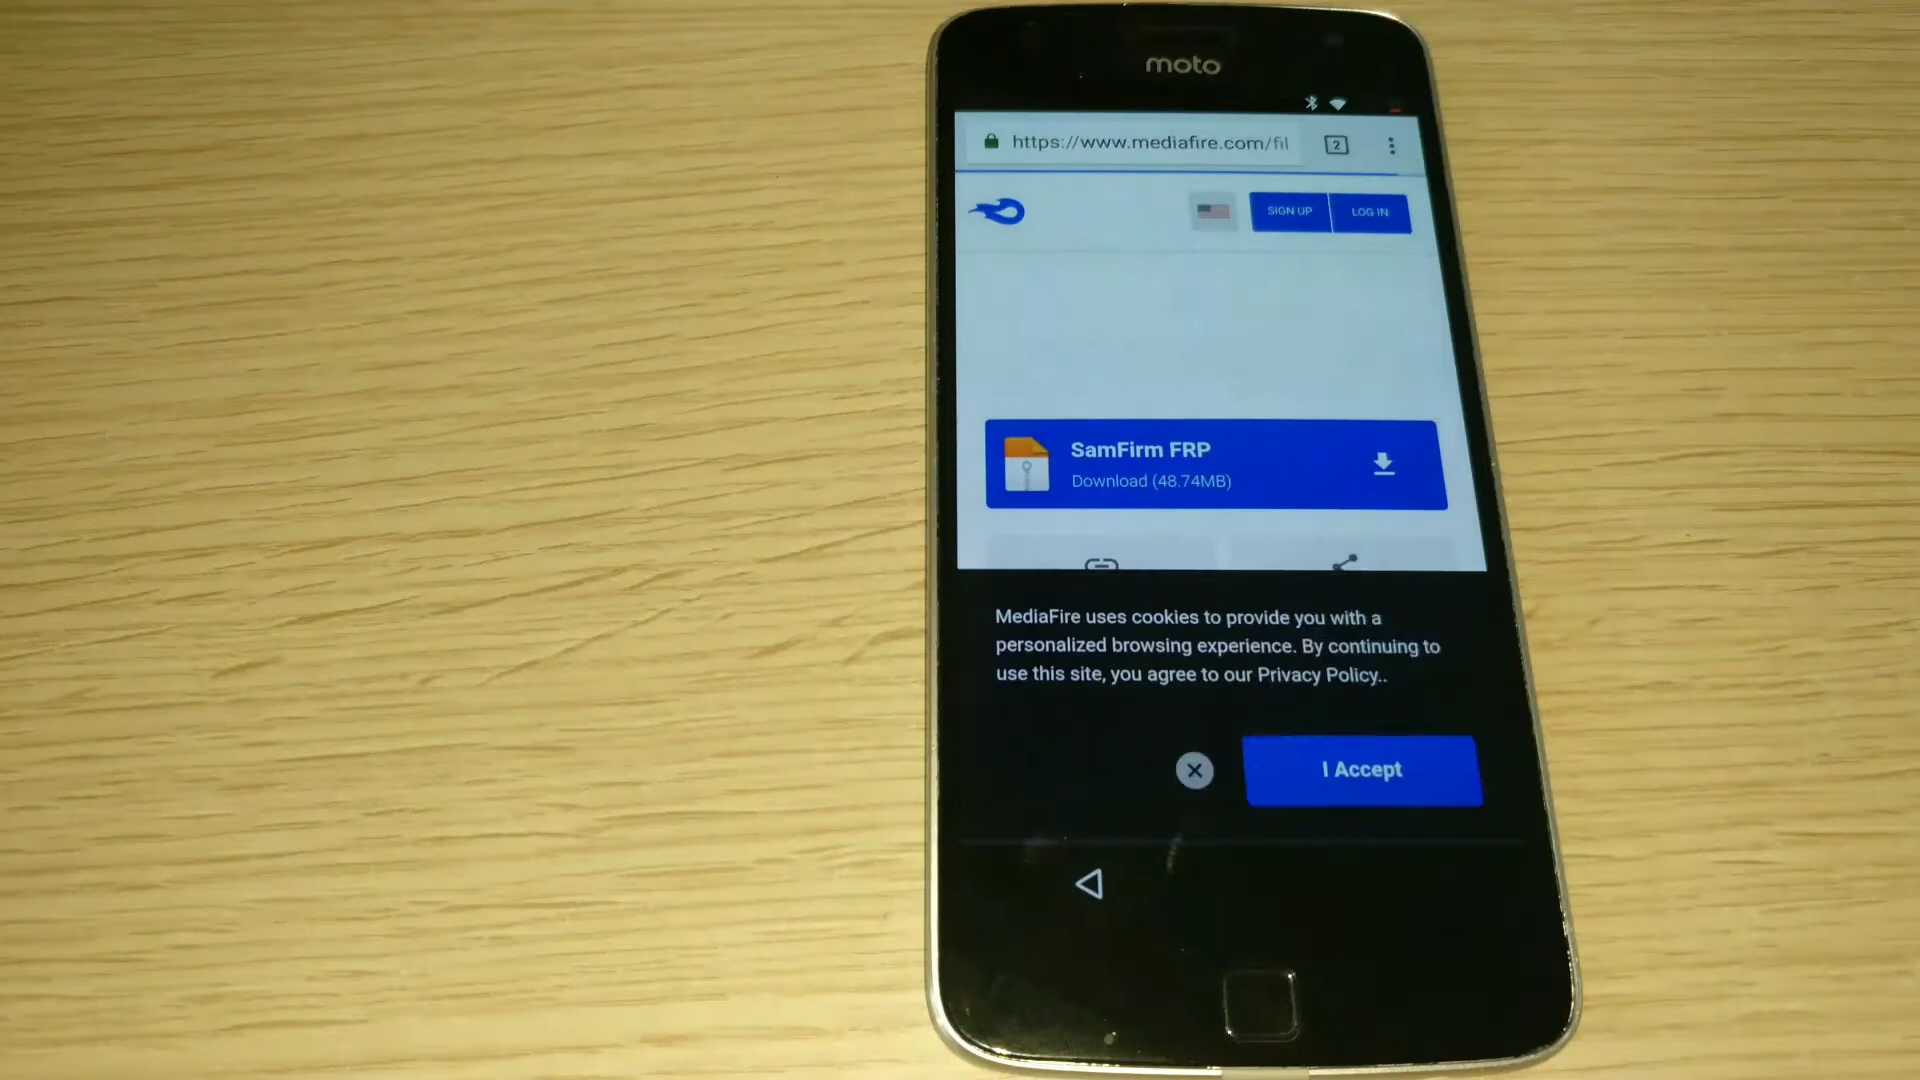 moto
https://www.mediafire.com/fil
2
SIGN UP
LOG IN
SamFirm FRP
Download (48.74MB)
MediaFire uses cookies to provide you with a
personalized browsing experience. By continuing to
use this site, you agree to our Privacy Policy..
I Accept